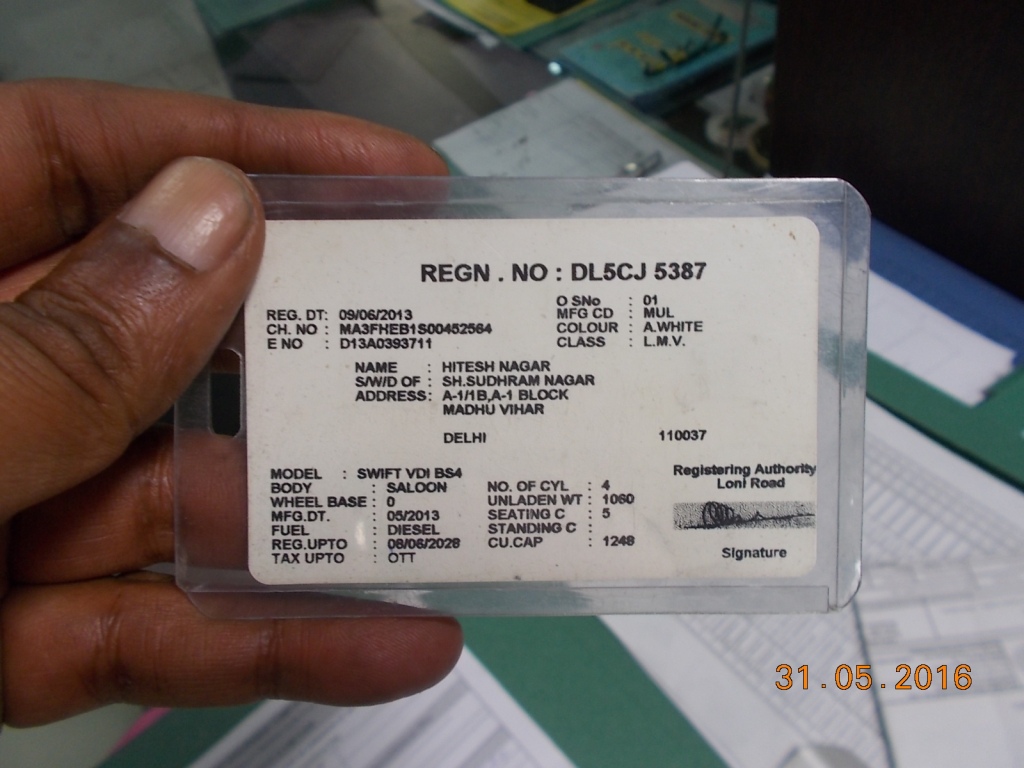 REGN . NO : DL5CJ 5387
O SNo : 01
REG. DT: 09/06/2013 MFG CD : MUL
CH. NO : MA3FHEB1S00452564 COLOUR : A.WHITE
E NO : D13A0393711 CLASS : L.M.V.
NAME : HITESH NAGAR
S/W/D OF : SH.SUDHRAM NAGAR
ADDRESS: A-1/1B,A-1 BLOCK
MADHU VIHAR
DELHI 110037
MODEL : SWIFT VDI BS4 Registering Authority
BODY : SALOON NO. OF CYL : 4 Loni Road
WHEEL BASE : 0 UNLADEN WT : 1060
MFG.DT. : 05/2013 SEATING C : 5
FUEL : DIESEL STANDING C :
REG.UPTO : 08/06/2028 CU.CAP : 1248
TAX UPTO : OTT Signature
31.05.2016